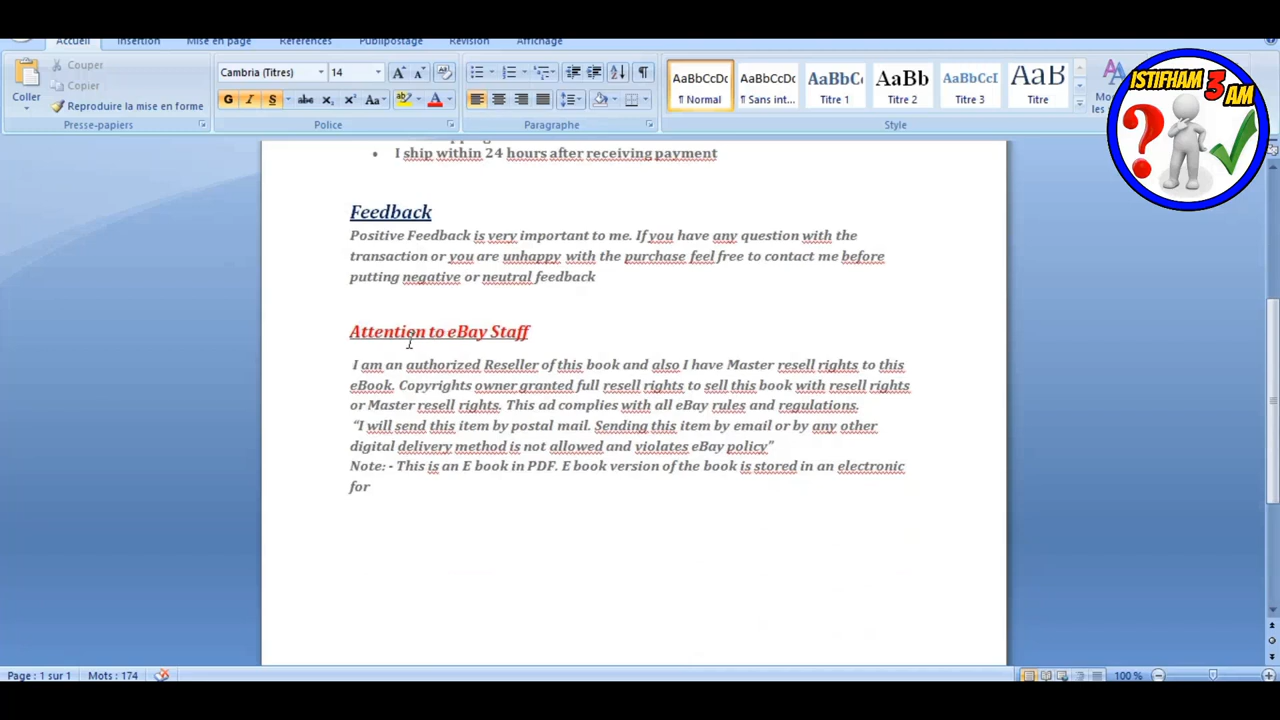 Accueil Insertion Mise en page Références Publipostage Révision Affichage
Coller
Couper
Copier
Reproduire la mise en forme
Presse-papiers
Cambria (Titres) 14
G I S abc X₂ X² Aa A
Police
Paragraphe
AaBbCcDc AaBbCcDc AaBbC AaBb AaBbCcI AaB
¶ Normal ¶ Sans int... Titre 1 Titre 2 Titre 3 Titre
Style
ISTIFHAM 3 AM
• I ship within 24 hours after receiving payment
Feedback
Positive Feedback is very important to me. If you have any question with the
transaction or you are unhappy with the purchase feel free to contact me before
putting negative or neutral feedback
Attention to eBay Staff
I am an authorized Reseller of this book and also I have Master resell rights to this
eBook. Copyrights owner granted full resell rights to sell this book with resell rights
or Master resell rights. This ad complies with all eBay rules and regulations.
“I will send this item by postal mail. Sending this item by email or by any other
digital delivery method is not allowed and violates eBay policy”
Note: - This is an E book in PDF. E book version of the book is stored in an electronic
for
Page : 1 sur 1 Mots : 174 100 %